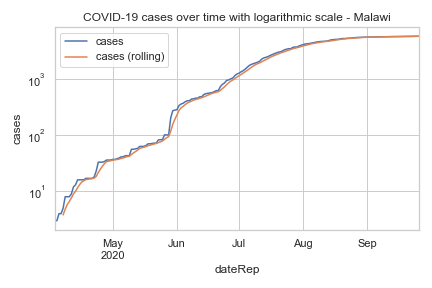 COVID-19 cases over time with logarithmic scale - Malawi
cases
cases (rolling)
cases
10³
10²
10¹
May
2020
Jun
Jul
Aug
Sep
dateRep